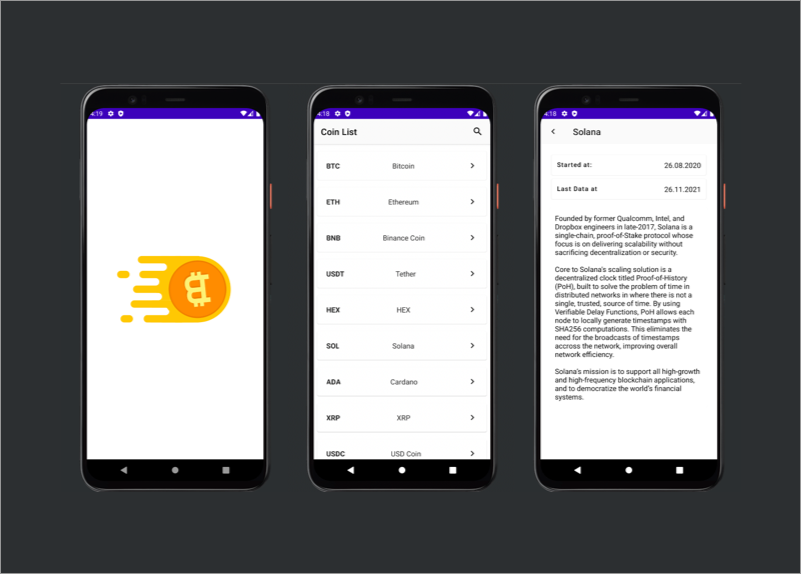 4:19
4:18
Coin List
BTC Bitcoin
ETH Ethereum
BNB Binance Coin
USDT Tether
HEX HEX
SOL Solana
ADA Cardano
XRP XRP
USDC USD Coin
4:18
Solana
Started at: 26.08.2020
Last Data at 26.11.2021
Founded by former Qualcomm, Intel, and
Dropbox engineers in late-2017, Solana is a
single-chain, proof-of-Stake protocol whose
focus is on delivering scalability without
sacrificing decentralization or security.
Core to Solana's scaling solution is a
decentralized clock titled Proof-of-History
(PoH), built to solve the problem of time in
distributed networks in where there is not a
single, trusted, source of time. By using
Verifiable Delay Functions, PoH allows each
node to locally generate timestamps with
SHA256 computations. This eliminates the
need for the broadcasts of timestamps
accross the network, improving overall
network efficiency.
Solana's mission is to support all high-growth
and high-frequency blockchain applications,
and to democratize the world's financial
systems.